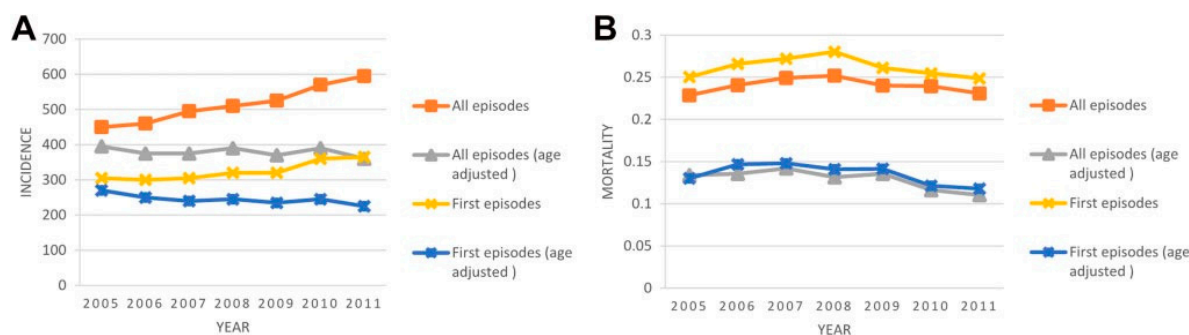 A
700
600
500
400
300
200
100
0
INCIDENCE
2005 2006 2007 2008 2009 2010 2011
YEAR
All episodes
All episodes (age
adjusted )
First episodes
First episodes (age
adjusted )
B
0.3
0.25
0.2
0.15
0.1
0.05
0
MORTALITY
2005 2006 2007 2008 2009 2010 2011
YEAR
All episodes
All episodes (age
adjusted )
First episodes
First episodes (age
adjusted )